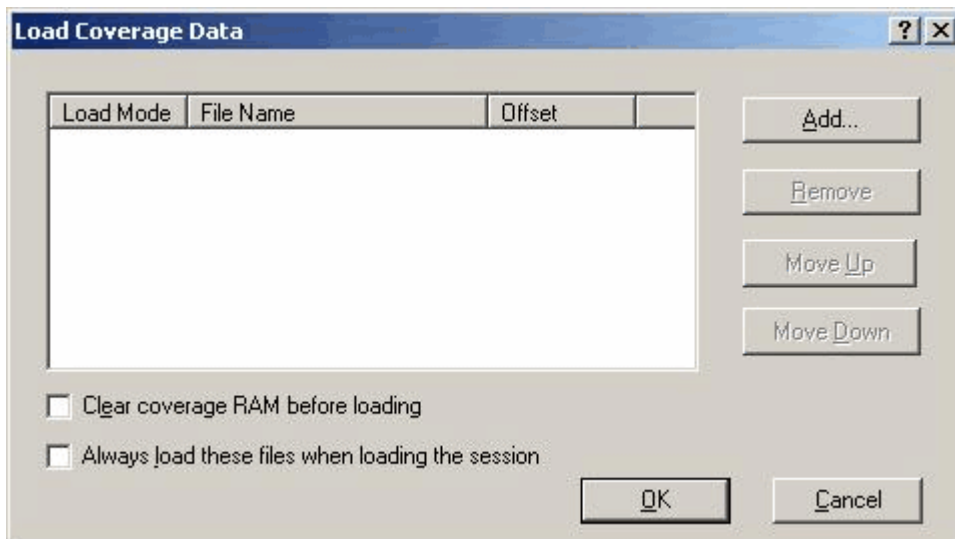 Load Coverage Data
Load Mode File Name Offset
Add...
Remove
Move Up
Move Down
Clear coverage RAM before loading
Always load these files when loading the session
OK Cancel